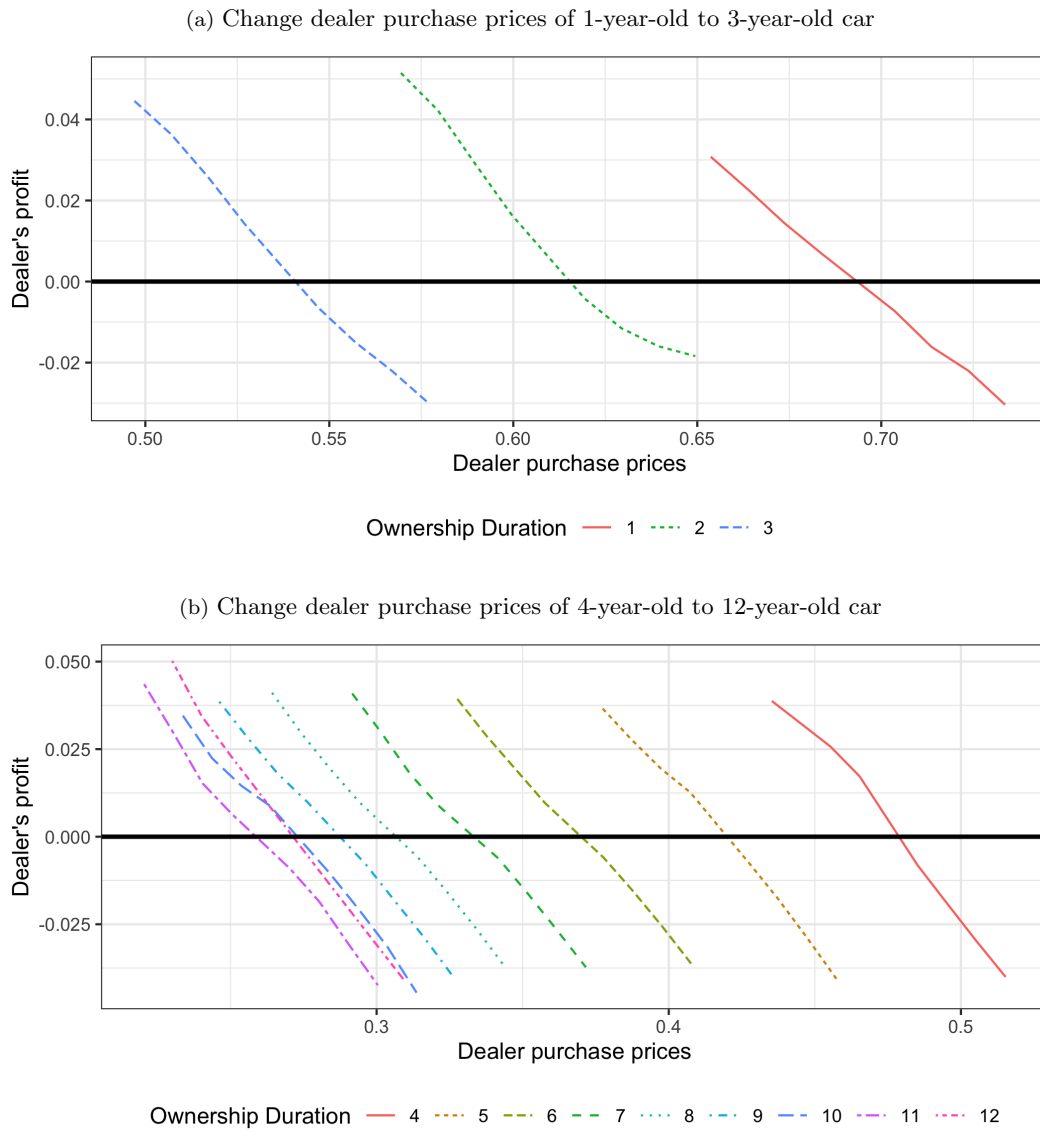 (a) Change dealer purchase prices of 1-year-old to 3-year-old car
Dealer's profit
0.04
0.02
0.00
-0.02
0.50 0.55 0.60 0.65 0.70
Dealer purchase prices
Ownership Duration 1 2 3
(b) Change dealer purchase prices of 4-year-old to 12-year-old car
Dealer's profit
0.050
0.025
0.000
-0.025
0.3 0.4 0.5
Dealer purchase prices
Ownership Duration 4 5 6 7 8 9 10 11 12